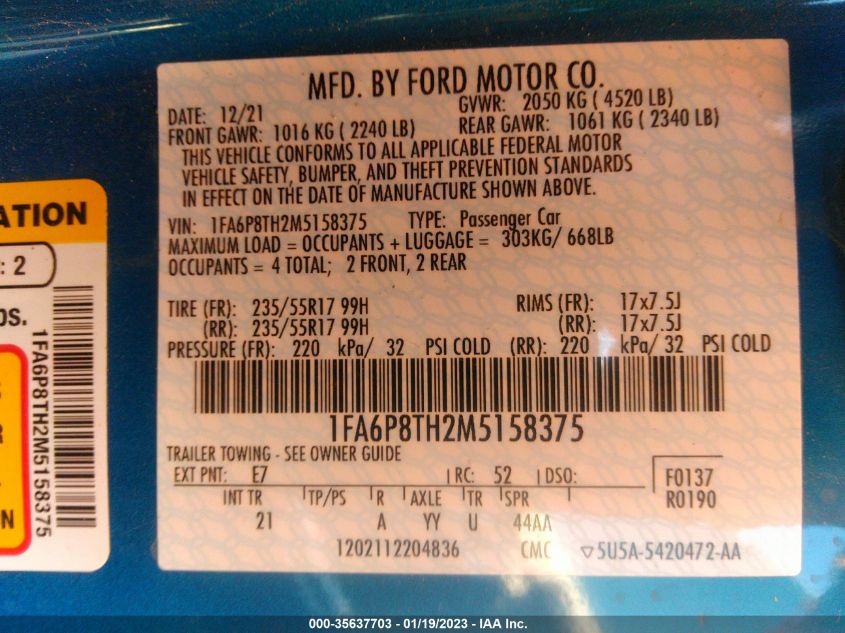 MFD. BY FORD MOTOR CO.
DATE: 12/21 GVWR: 2050 KG ( 4520 LB)
FRONT GAWR: 1016 KG ( 2240 LB) REAR GAWR: 1061 KG ( 2340 LB)
THIS VEHICLE CONFORMS TO ALL APPLICABLE FEDERAL MOTOR
VEHICLE SAFETY, BUMPER, AND THEFT PREVENTION STANDARDS
IN EFFECT ON THE DATE OF MANUFACTURE SHOWN ABOVE.
VIN: 1FA6P8TH2M5158375 TYPE: Passenger Car
MAXIMUM LOAD = OCCUPANTS + LUGGAGE = 303KG/ 668LB
OCCUPANTS = 4 TOTAL; 2 FRONT, 2 REAR
TIRE (FR): 235/55R17 99H RIMS (FR): 17x7.5J
(RR): 235/55R17 99H (RR): 17x7.5J
PRESSURE (FR): 220 kPa/ 32 PSI COLD (RR): 220 kPa/ 32 PSI COLD
1FA6P8TH2M5158375
TRAILER TOWING - SEE OWNER GUIDE
EXT PNT: E7 RC: 52 DSO: F0137
INT TR TP/PS R AXLE TR SPR R0190
21 A YY U 44AA
1202112204836 CMC ▽5U5A-5420472-AA
ATION
: 2
os.
1FA6P8TH2M5158375
S
R
N
000-35637703 - 01/19/2023 - IAA Inc.